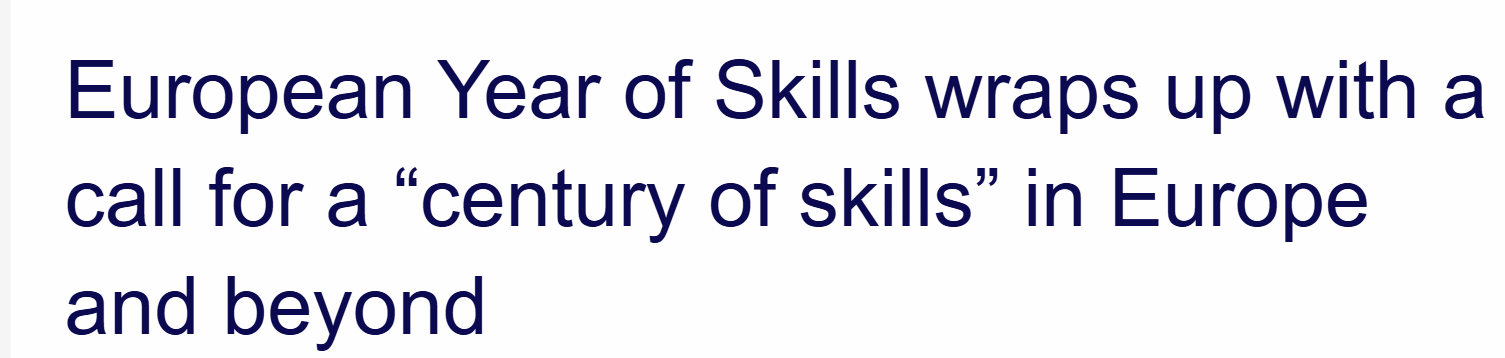 European Year of Skills wraps up with a
call for a “century of skills” in Europe
and beyond